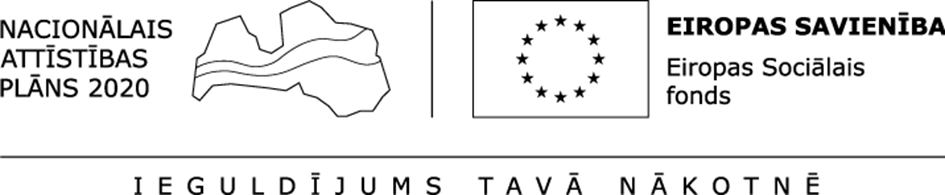 NACIONĀLAIS
ATTĪSTĪBAS
PLĀNS 2020
EIROPAS SAVIENĪBA
Eiropas Sociālais
fonds
IEGULDĪJUMS TAVĀ NĀKOTNĒ